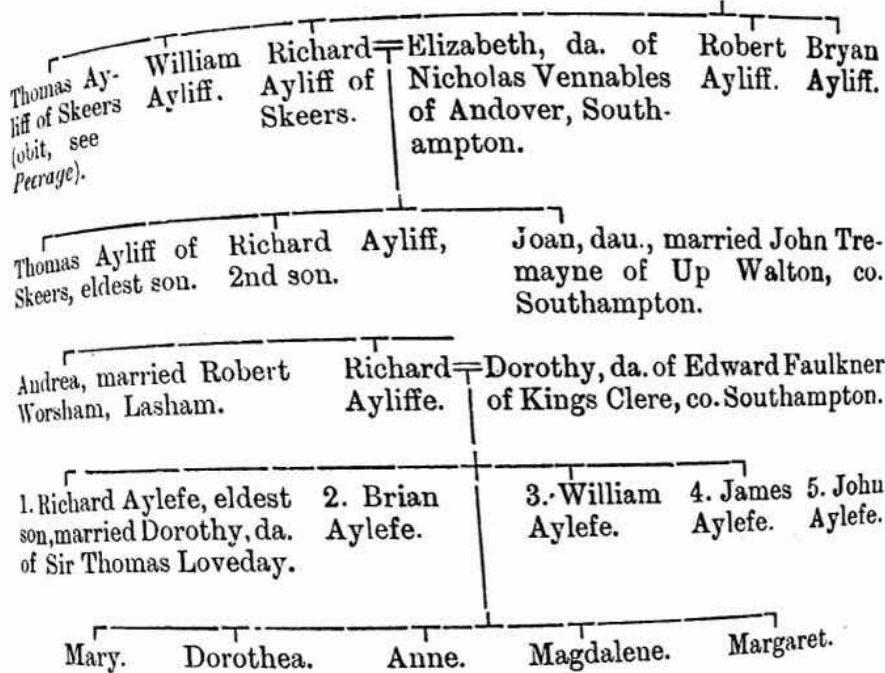 Thomas Ay-
liff of Skeers
(obit, see
Peerage).
William
Ayliff.
Richard
Ayliff of
Skeers.
Elizabeth, da. of
Nicholas Vennables
of Andover, South-
ampton.
Robert
Ayliff.
Bryan
Ayliff.
Thomas Ayliff of
Skeers, eldest son.
Richard Ayliff,
2nd son.
Joan, dau., married John Tre-
mayne of Up Walton, co.
Southampton.
Andrea, married Robert
Worsham, Lasham.
Richard
Ayliffe.
Dorothy, da. of Edward Faulkner
of Kings Clere, co. Southampton.
1. Richard Aylefe, eldest
son, married Dorothy, da.
of Sir Thomas Loveday.
2. Brian
Aylefe.
3. William
Aylefe.
4. James
Aylefe.
5. John
Aylefe.
Mary. Dorothea. Anne. Magdalene. Margaret.